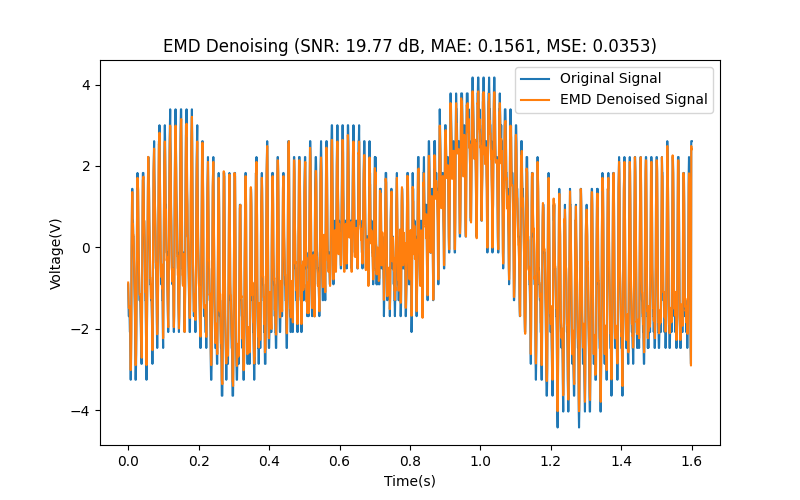 EMD Denoising (SNR: 19.77 dB, MAE: 0.1561, MSE: 0.0353)
Original Signal
EMD Denoised Signal
Voltage(V)
4
2
0
−2
−4
0.0 0.2 0.4 0.6 0.8 1.0 1.2 1.4 1.6
Time(s)